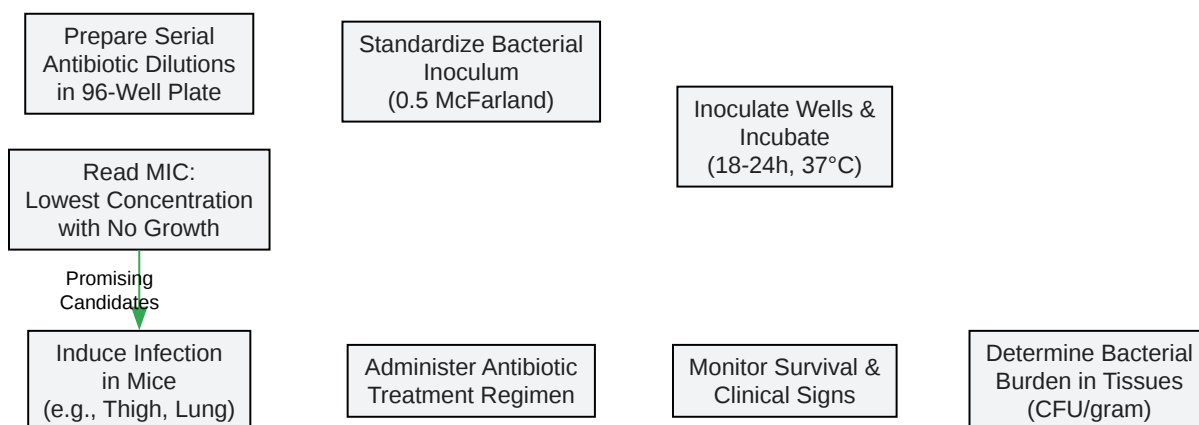 Prepare Serial
Antibiotic Dilutions
in 96-Well Plate
Standardize Bacterial
Inoculum
(0.5 McFarland)
Inoculate Wells &
Incubate
(18-24h, 37°C)
Read MIC:
Lowest Concentration
with No Growth
Promising
Candidates
Induce Infection
in Mice
(e.g., Thigh, Lung)
Administer Antibiotic
Treatment Regimen
Monitor Survival &
Clinical Signs
Determine Bacterial
Burden in Tissues
(CFU/gram)